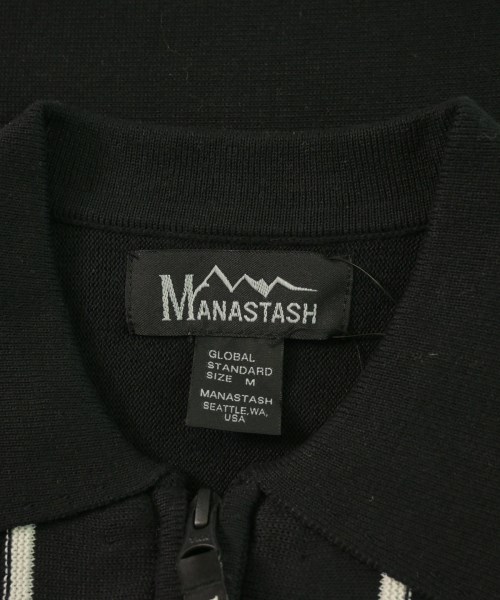 MANASTASH
GLOBAL
STANDARD
SIZE M
MANASTASH
SEATTLE, WA,
USA